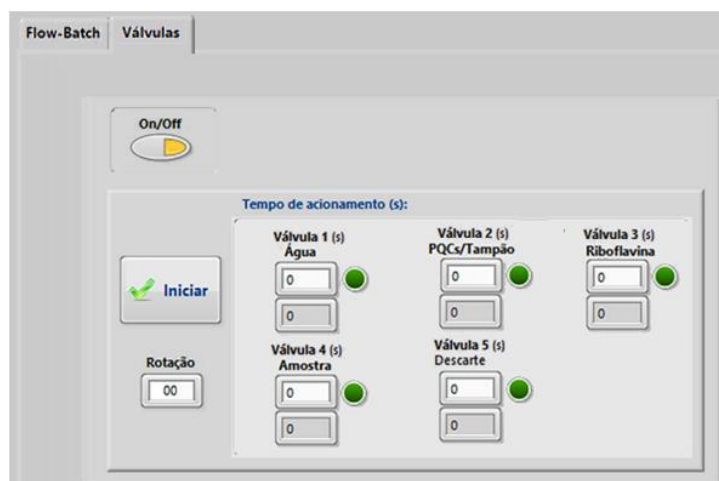 Flow-Batch Válvulas
On/Off
Tempo de acionamento (s):
Válvula 1 (s) Válvula 2 (s) Válvula 3 (s)
Água PQCs/Tampão Riboflavina
0 0 0
Iniciar
0 0 0
Válvula 4 (s) Válvula 5 (s)
Rotação Amostra Descarte
00 0 0
0 0